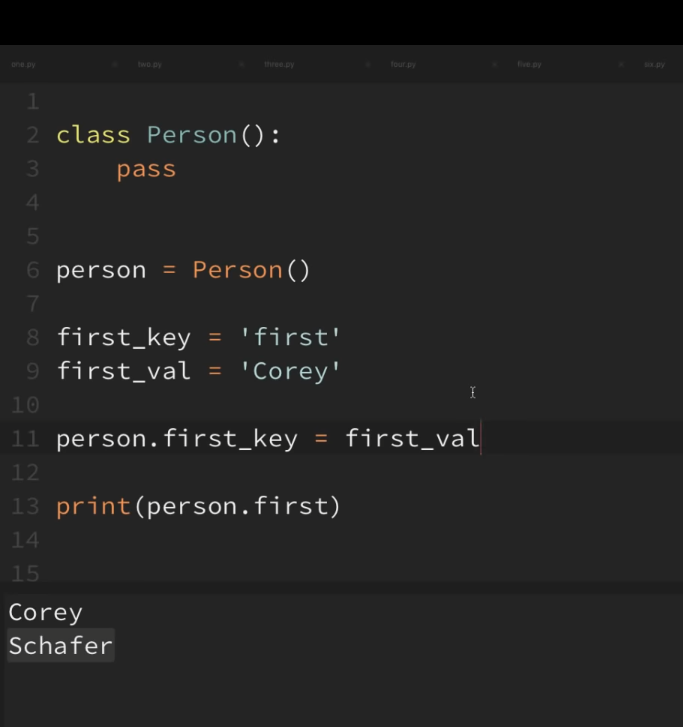 one.py two.py three.py four.py five.py six.py
1
2 class Person():
3     pass
4
5
6 person = Person()
7
8 first_key = 'first'
9 first_val = 'Corey'
10
11 person.first_key = first_val
12
13 print(person.first)
14
15
Corey
Schafer